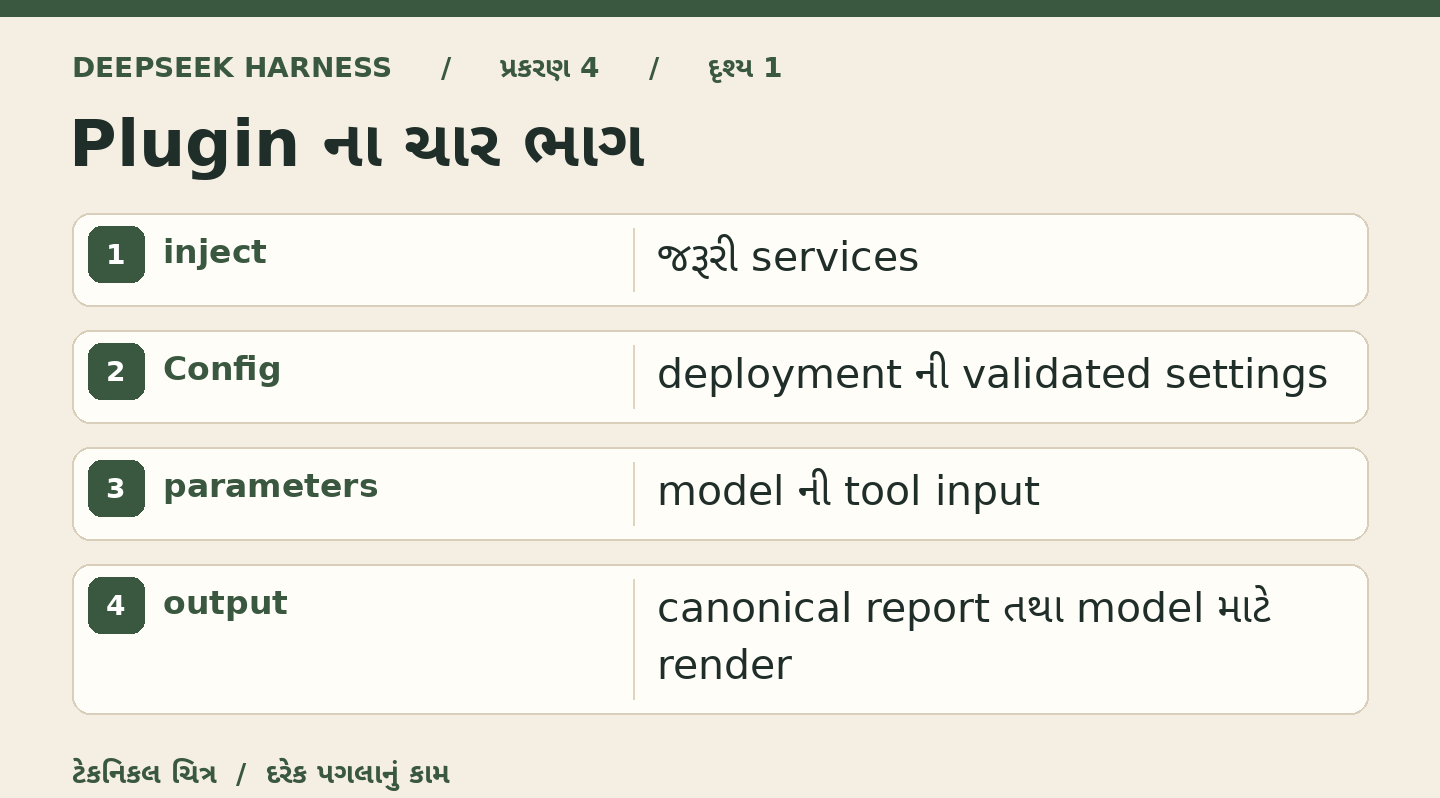 DEEPSEEK HARNESS / પ્રકરણ 4 / દૃશ્ય 1
Plugin ના ચાર ભાગ
1 inject જરૂરી services
2 Config deployment ની validated settings
3 parameters model ની tool input
4 output canonical report તથા model માટે
render
ટેકનિકલ ચિત્ર / દરેક પગલાનું કામ